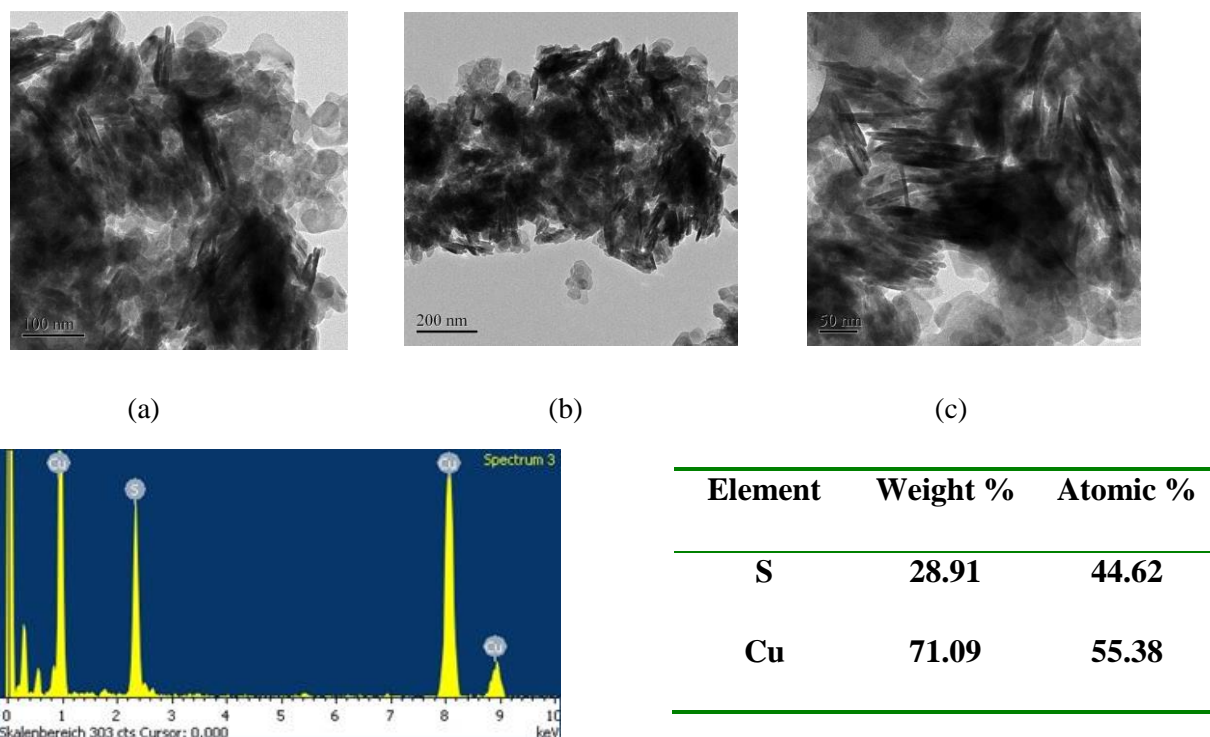 100 nm
200 nm
50 nm
(a)
(b)
(c)
Cu
S
Cu
Cu
Spectrum 3
0 1 2 3 4 5 6 7 8 9 10
Skalenbereich 303 cts Cursor: 0.000
keV
Element Weight % Atomic %
S 28.91 44.62
Cu 71.09 55.38